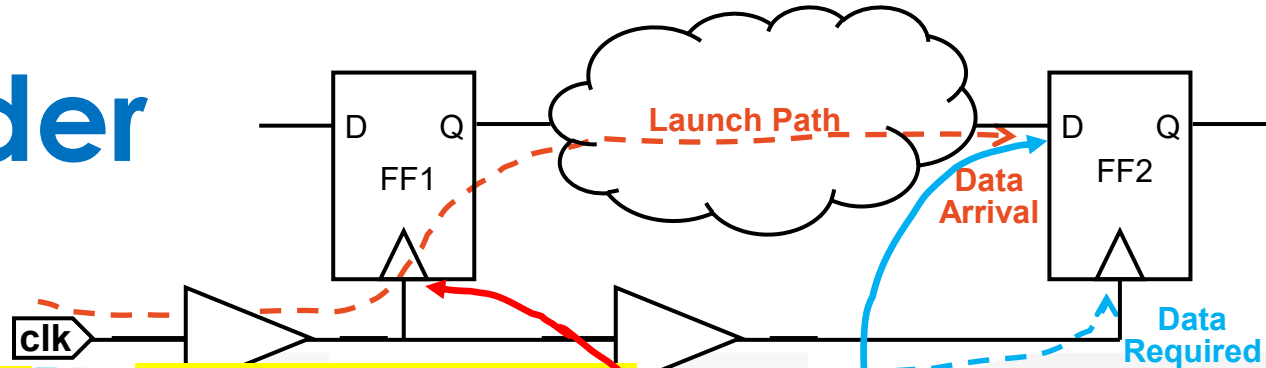 der
D Q
FF1
Launch Path
Data
Arrival
D Q
FF2
clk
Data
Required